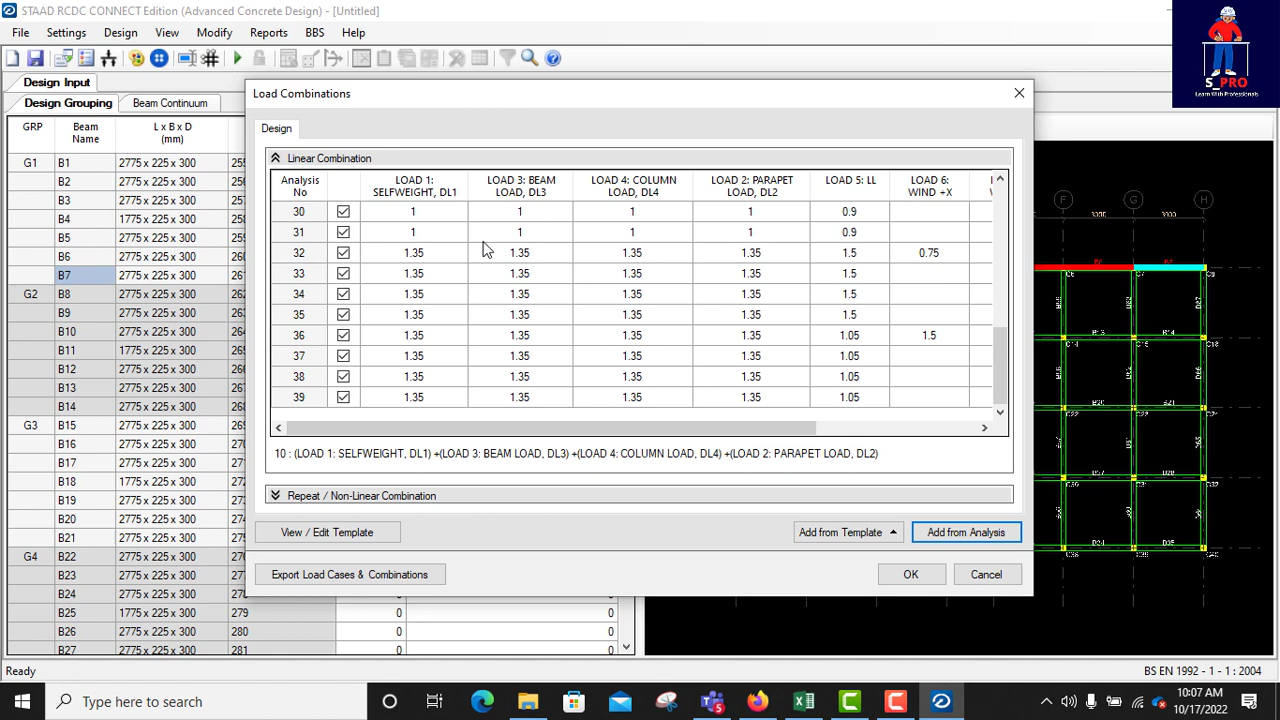 STAAD RCDC CONNECT Edition (Advanced Concrete Design) - [Untitled]
File Settings Design View Modify Reports BBS Help
S_PRO
Learn With Professionals
Design Input
Design Grouping Beam Continuum
GRP Beam Name L x B x D (mm)
G1 B1 2775 x 225 x 300
B2 2775 x 225 x 300
B3 2775 x 225 x 300
B4 1775 x 225 x 300
B5 2775 x 225 x 300
B6 2775 x 225 x 300
B7 2775 x 225 x 300 261
G2 B8 2775 x 225 x 300 262
B9 2775 x 225 x 300
B10 2775 x 225 x 300
B11 1775 x 225 x 300
B12 2775 x 225 x 300
B13 2775 x 225 x 300
B14 2775 x 225 x 300 268
G3 B15 2775 x 225 x 300
B16 2775 x 225 x 300
B17 2775 x 225 x 300
B18 1775 x 225 x 300
B19 2775 x 225 x 300
B20 2775 x 225 x 300
B21 2775 x 225 x 300
G4 B22 2775 x 225 x 300
B23 2775 x 225 x 300
B24 2775 x 225 x 300 0 0
B25 1775 x 225 x 300 279 0 0
B26 2775 x 225 x 300 280 0 0
B27 2775 x 225 x 300 281 0 0
Load Combinations
Design
Linear Combination
Analysis No LOAD 1: SELFWEIGHT, DL1 LOAD 3: BEAM LOAD, DL3 LOAD 4: COLUMN LOAD, DL4 LOAD 2: PARAPET LOAD, DL2 LOAD 5: LL LOAD 6: WIND +X
30 1 1 1 1 0.9
31 1 1 1 1 0.9
32 1.35 1.35 1.35 1.35 1.5 0.75
33 1.35 1.35 1.35 1.35 1.5
34 1.35 1.35 1.35 1.35 1.5
35 1.35 1.35 1.35 1.35 1.5
36 1.35 1.35 1.35 1.35 1.05 1.5
37 1.35 1.35 1.35 1.35 1.05
38 1.35 1.35 1.35 1.35 1.05
39 1.35 1.35 1.35 1.35 1.05
10 : (LOAD 1: SELFWEIGHT, DL1) +(LOAD 3: BEAM LOAD, DL3) +(LOAD 4: COLUMN LOAD, DL4) +(LOAD 2: PARAPET LOAD, DL2)
Repeat / Non-Linear Combination
View / Edit Template Add from Template Add from Analysis
Export Load Cases & Combinations OK Cancel
F G H
Ready BS EN 1992 - 1 - 1 : 2004
Type here to search
10:07 AM
10/17/2022